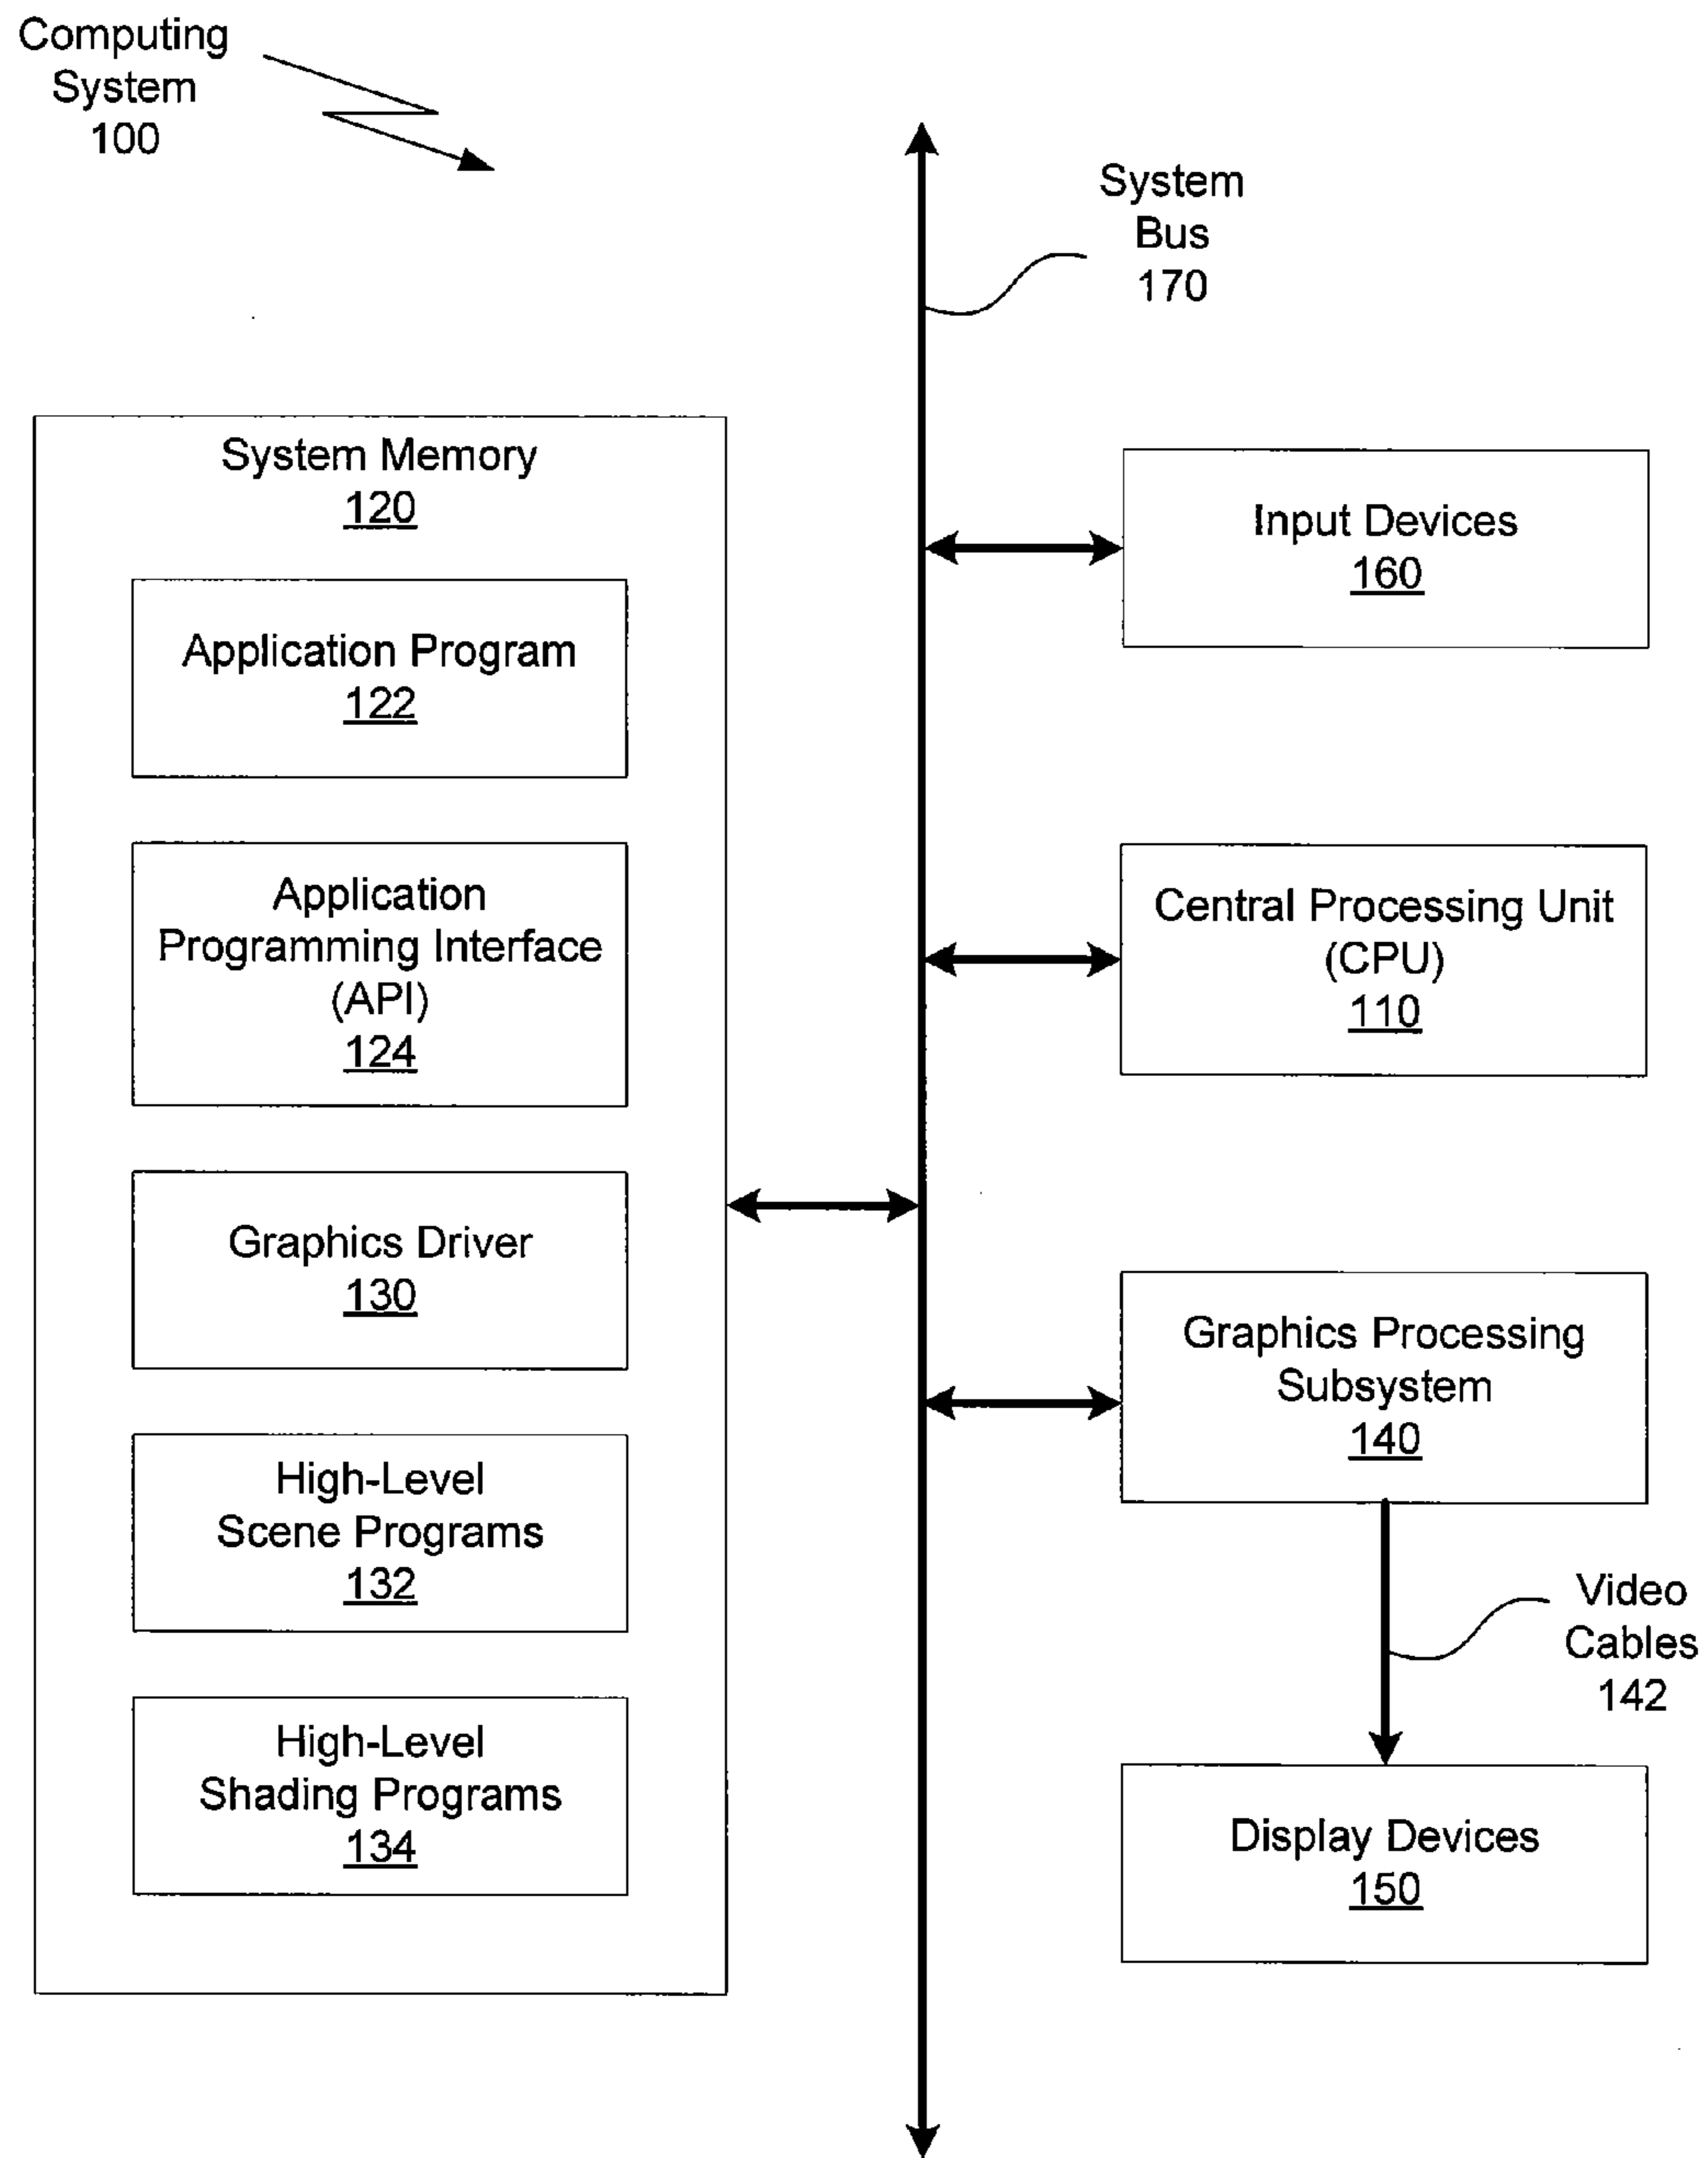 Computing
System
100
System
Bus
170
System Memory
120
Application Program
122
Application
Programming Interface
(API)
124
Graphics Driver
130
High-Level
Scene Programs
132
High-Level
Shading Programs
134
Input Devices
160
Central Processing Unit
(CPU)
110
Graphics Processing
Subsystem
140
Video
Cables
142
Display Devices
150